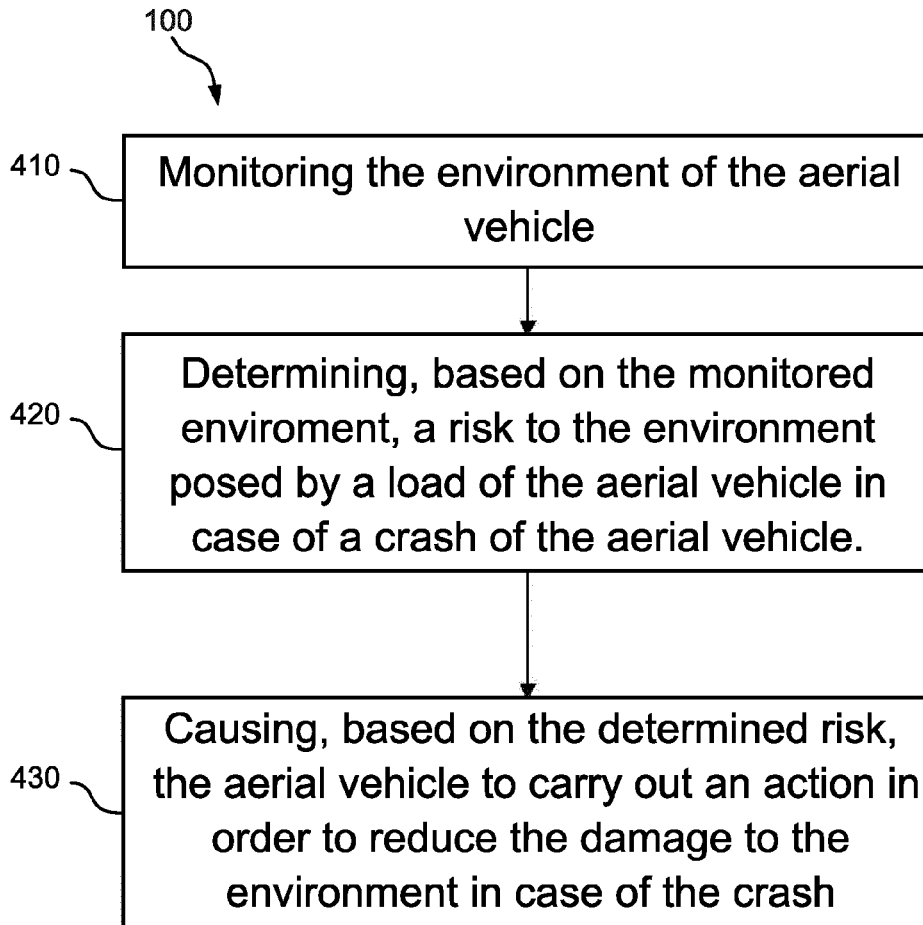 100
410
Monitoring the environment of the aerial
vehicle
420
Determining, based on the monitored
enviroment, a risk to the environment
posed by a load of the aerial vehicle in
case of a crash of the aerial vehicle.
430
Causing, based on the determined risk,
the aerial vehicle to carry out an action in
order to reduce the damage to the
environment in case of the crash